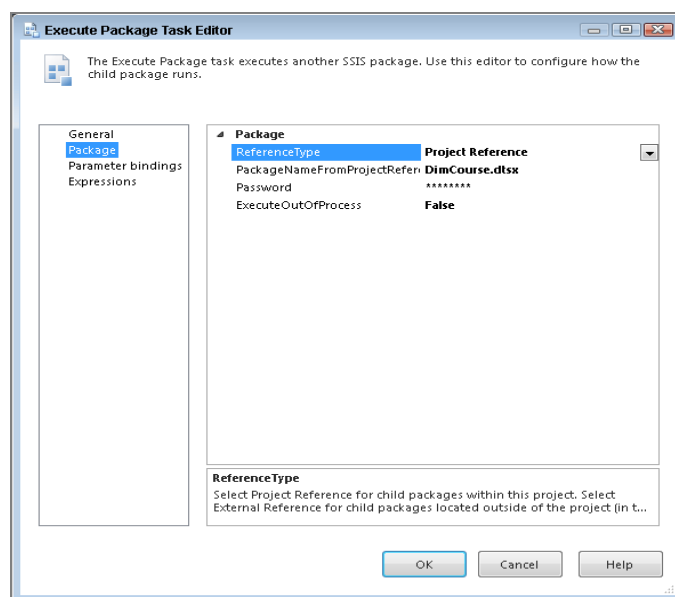 Execute Package Task Editor
The Execute Package task executes another SSIS package. Use this editor to configure how the
child package runs.
General
Package
Parameter bindings
Expressions
Package
ReferenceType Project Reference
PackageNameFromProjectRefere DimCourse.dtsx
Password ********
ExecuteOutOfProcess False
ReferenceType
Select Project Reference for child packages within this project. Select
External Reference for child packages located outside of the project (in t...
OK Cancel Help